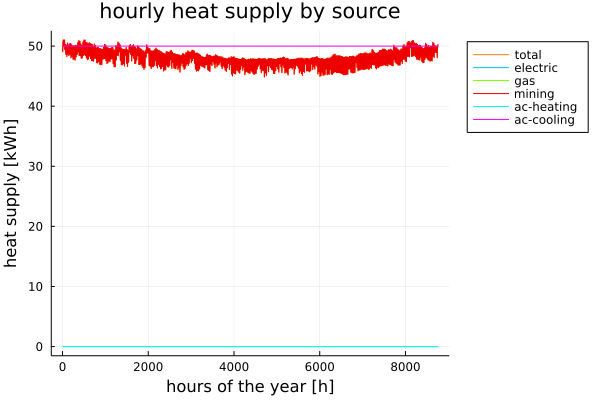 hourly heat supply by source
heat supply [kWh]
50
40
30
20
10
0
0 2000 4000 6000 8000
hours of the year [h]
total
electric
gas
mining
ac-heating
ac-cooling